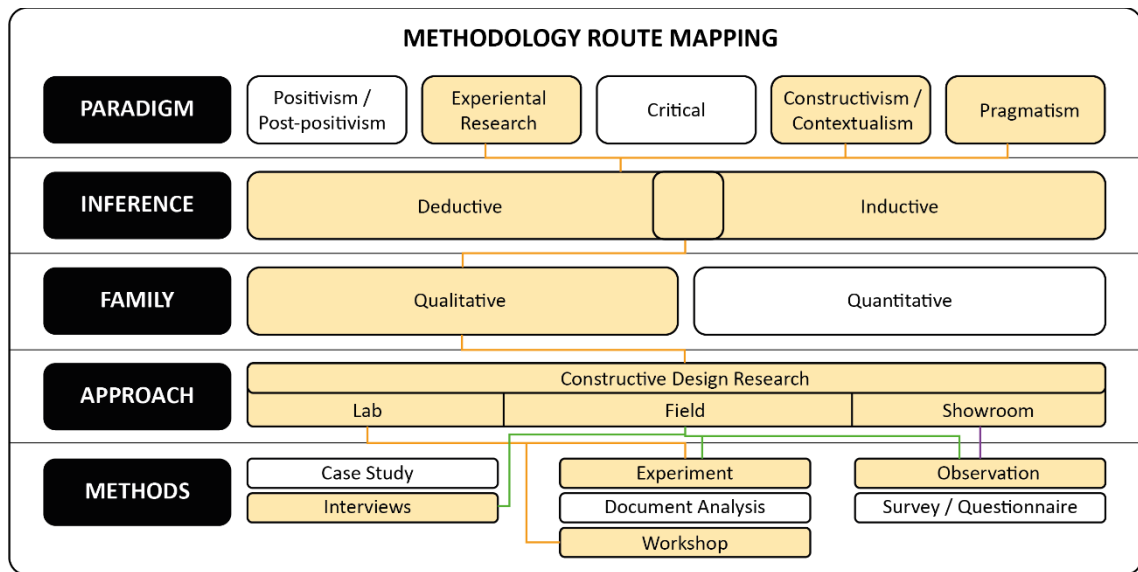 METHODOLOGY ROUTE MAPPING
PARADIGM
Positivism /
Post-positivism
Experiental
Research
Critical
Constructivism /
Contextualism
Pragmatism
INFERENCE
Deductive
Inductive
FAMILY
Qualitative
Quantitative
APPROACH
Constructive Design Research
Lab
Field
Showroom
METHODS
Case Study
Experiment
Observation
Interviews
Document Analysis
Survey / Questionnaire
Workshop